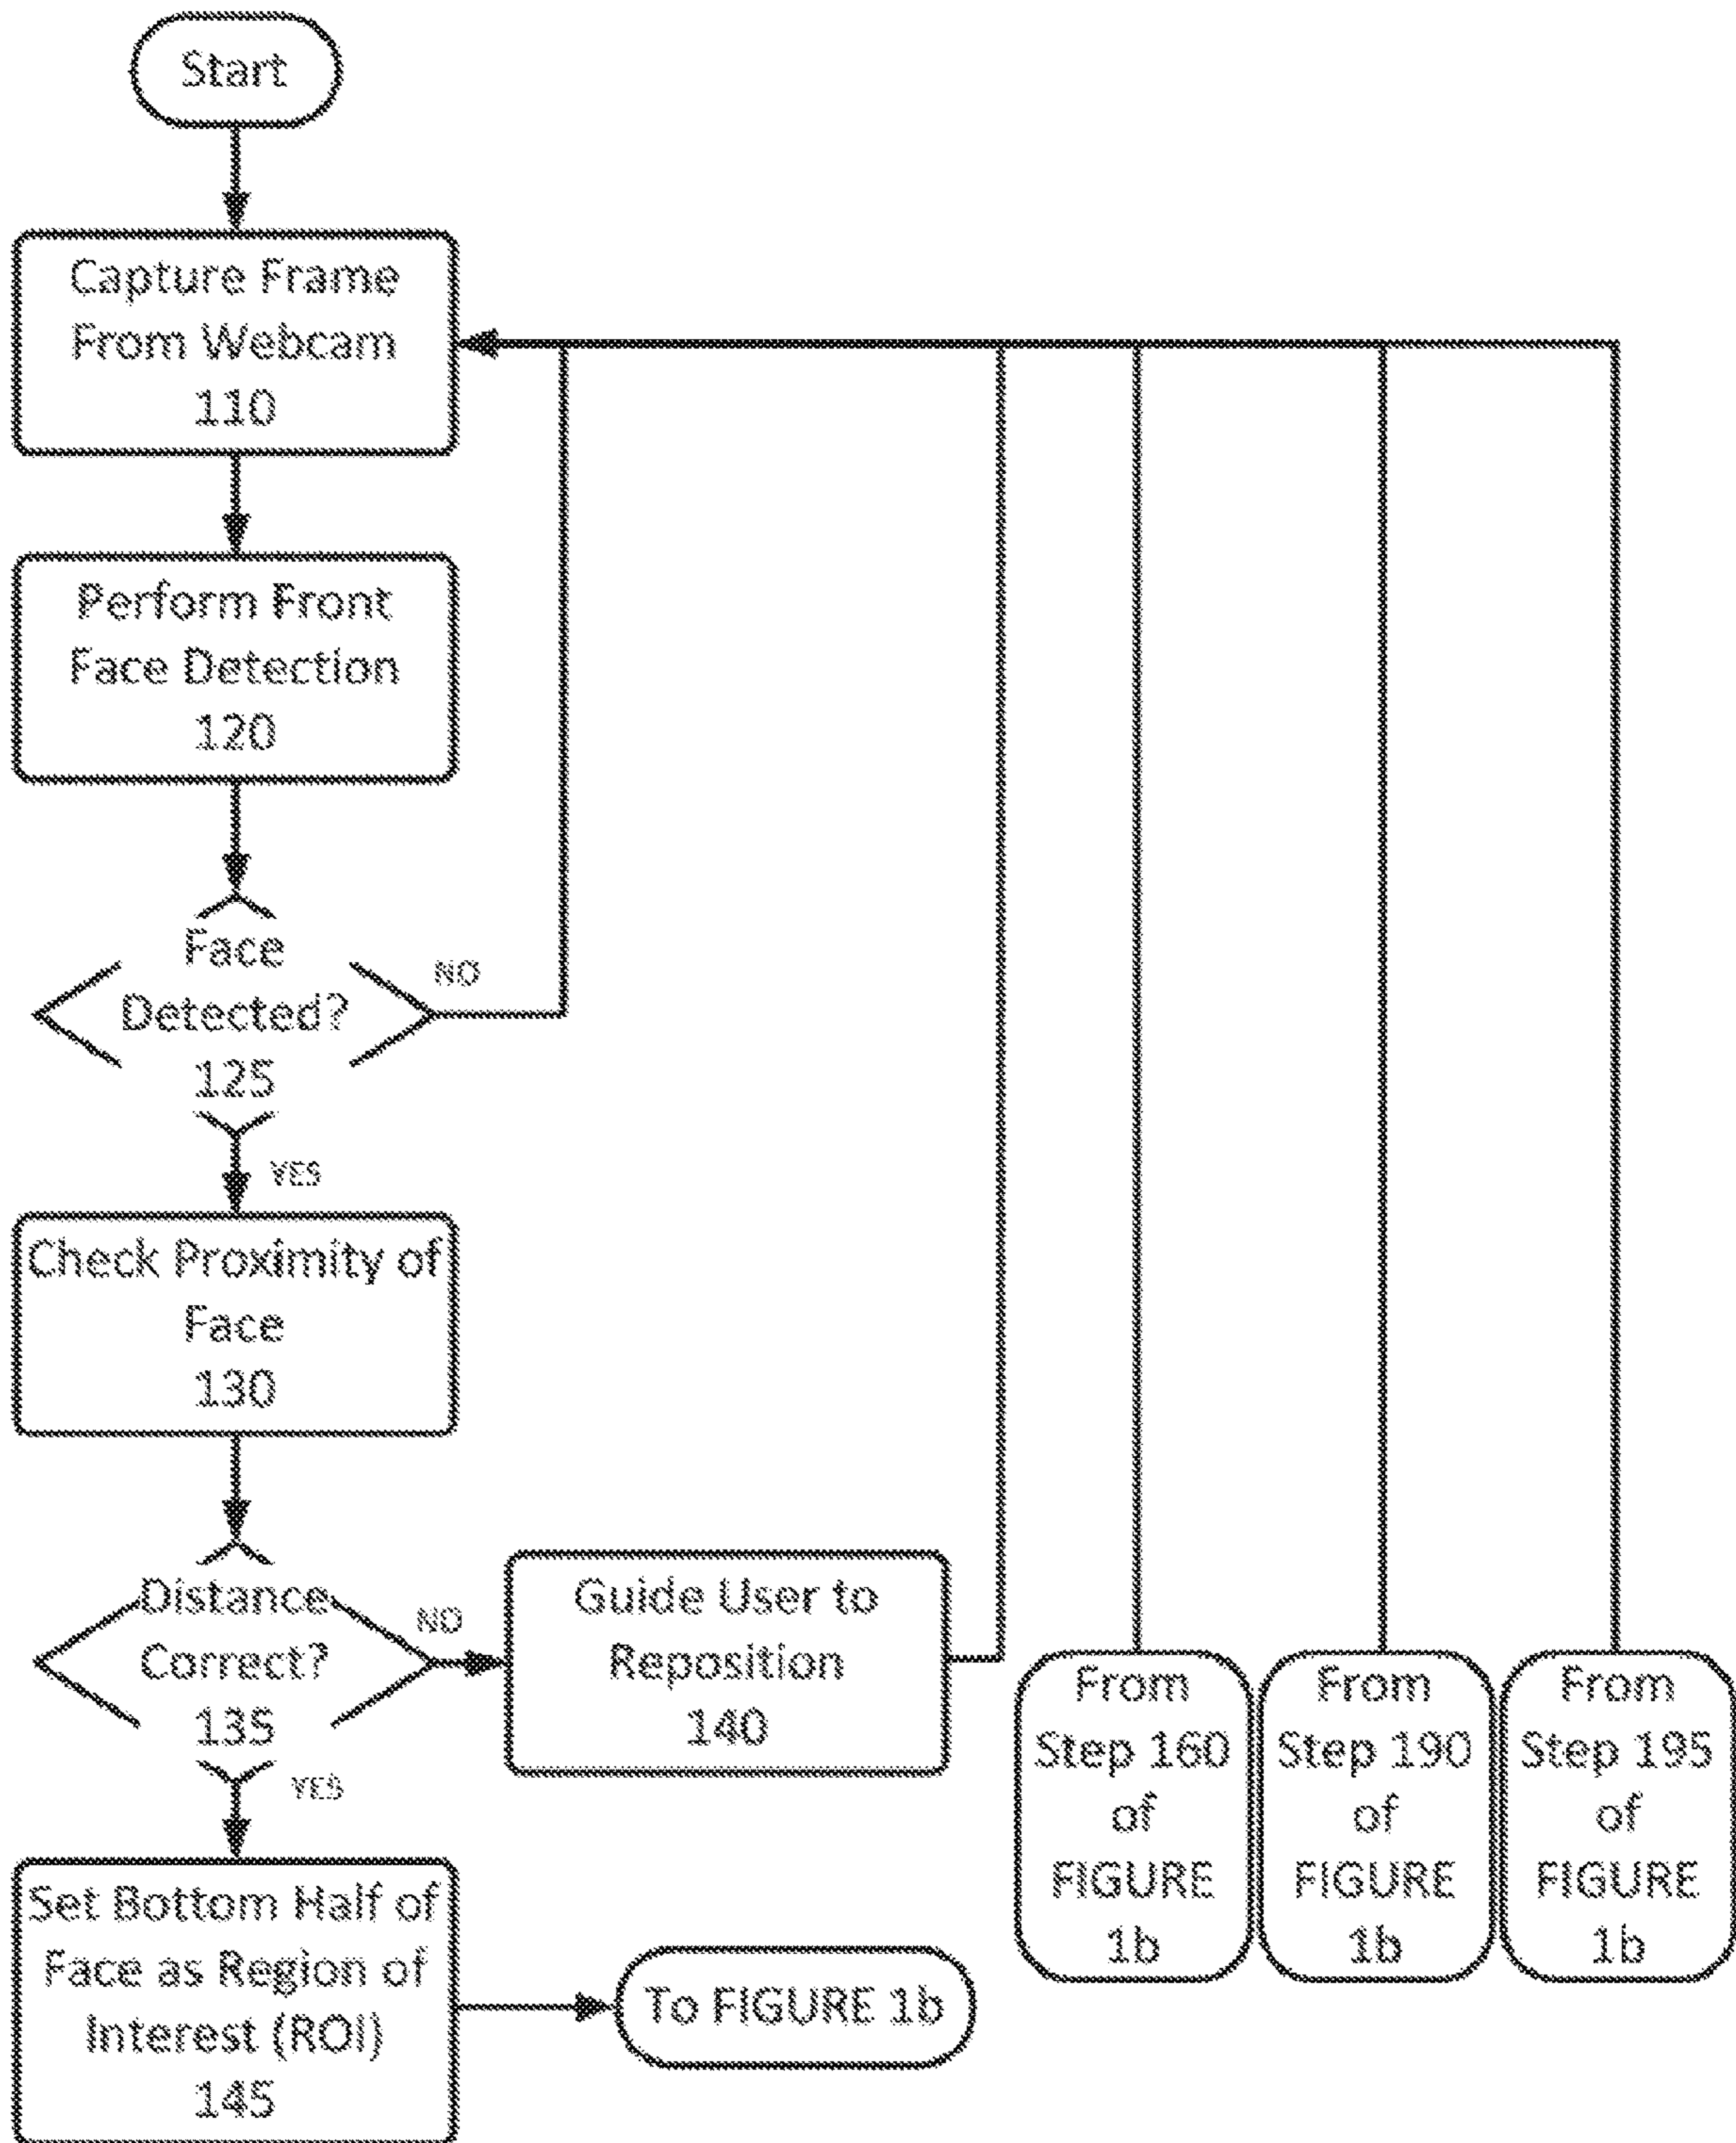 Start
Capture Frame
From Webcam
110
Perform Front
Face Detection
120
Face
Detected?
125
NO
YES
Check Proximity of
Face
130
Distance
Correct?
135
NO
YES
Guide User to
Reposition
140
Set Bottom Half of
Face as Region of
Interest (ROI)
145
To FIGURE 1b
From
Step 160
of
FIGURE
1b
From
Step 190
of
FIGURE
1b
From
Step 195
of
FIGURE
1b